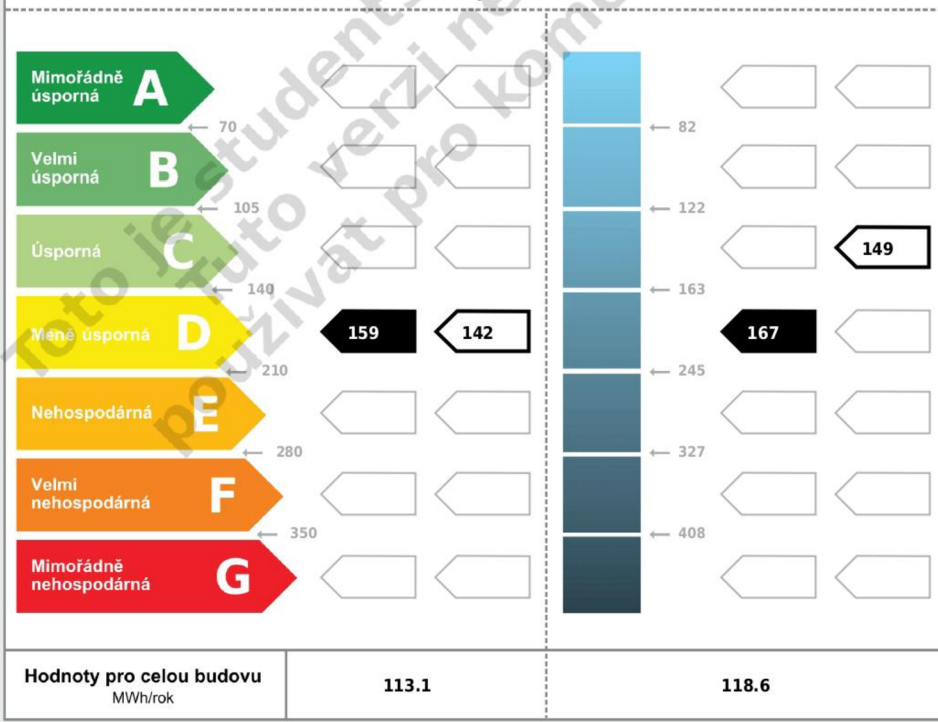 Mimořádně
úsporná
A
70
82
Velmi
úsporná
B
105
122
Úsporná
C
149
140
163
Méně úsporná
D
159
142
167
210
245
Nehospodárná
E
280
327
Velmi
nehospodárná
F
350
408
Mimořádně
nehospodárná
G
Hodnoty pro celou budovu
MWh/rok
113.1
118.6
Toto je student
Tuto verzi ne
používat pro kom